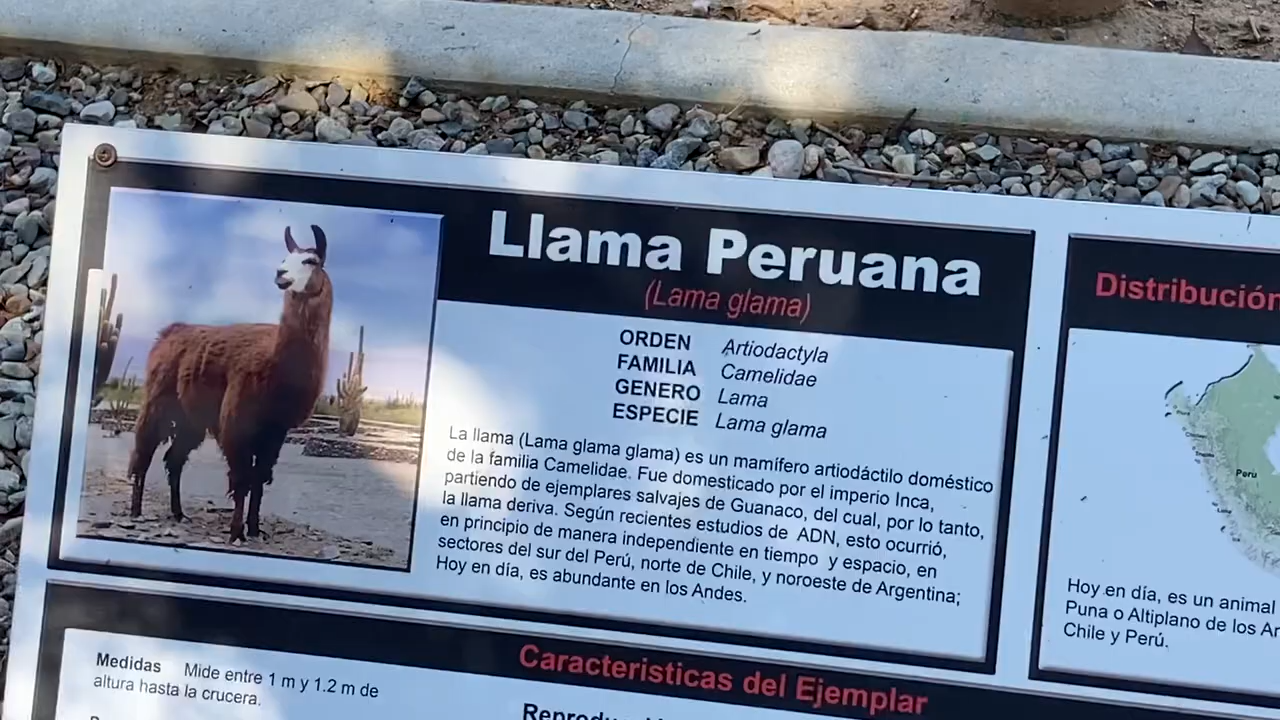 Llama Peruana
(Lama glama)
ORDEN Artiodactyla
FAMILIA Camelidae
GENERO Lama
ESPECIE Lama glama
La llama (Lama glama glama) es un mamífero artiodáctilo doméstico
de la familia Camelidae. Fue domesticado por el imperio Inca,
partiendo de ejemplares salvajes de Guanaco, del cual, por lo tanto,
la llama deriva. Según recientes estudios de ADN, esto ocurrió,
en principio de manera independiente en tiempo y espacio, en
sectores del sur del Perú, norte de Chile, y noroeste de Argentina;
Hoy en día, es abundante en los Andes.
Distribución
Perú
Hoy en día, es un animal
Puna o Altiplano de los
Chile y Perú.
Caracteristicas del Ejemplar
Medidas Mide entre 1 m y 1.2 m de
altura hasta la crucera.